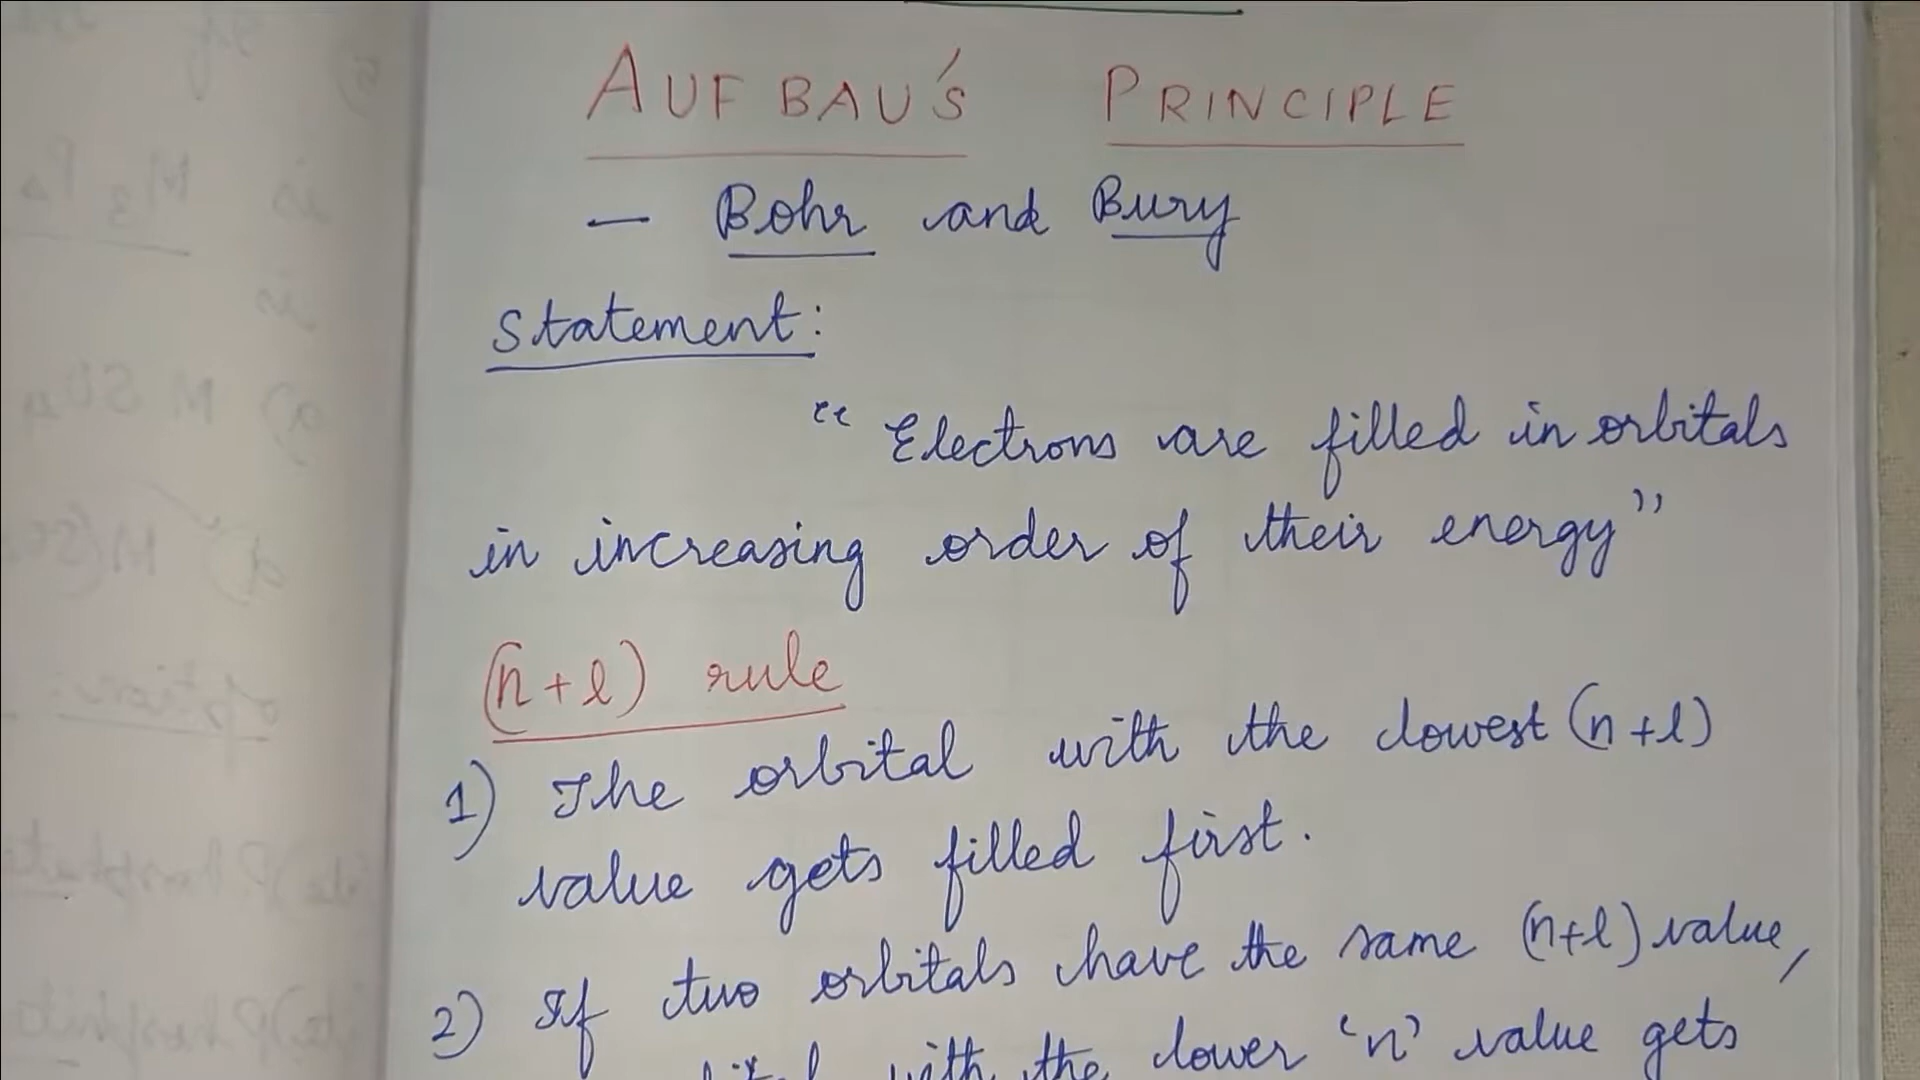 AUFBAU'S PRINCIPLE
— Bohr and Bury
Statement:
“ Electrons are filled in orbitals
in increasing order of their energy”
(n+l) rule
1) The orbital with the lowest (n+l)
value gets filled first.
2) If two orbitals have the same (n+l) value,
with the lower ‘n’ value gets